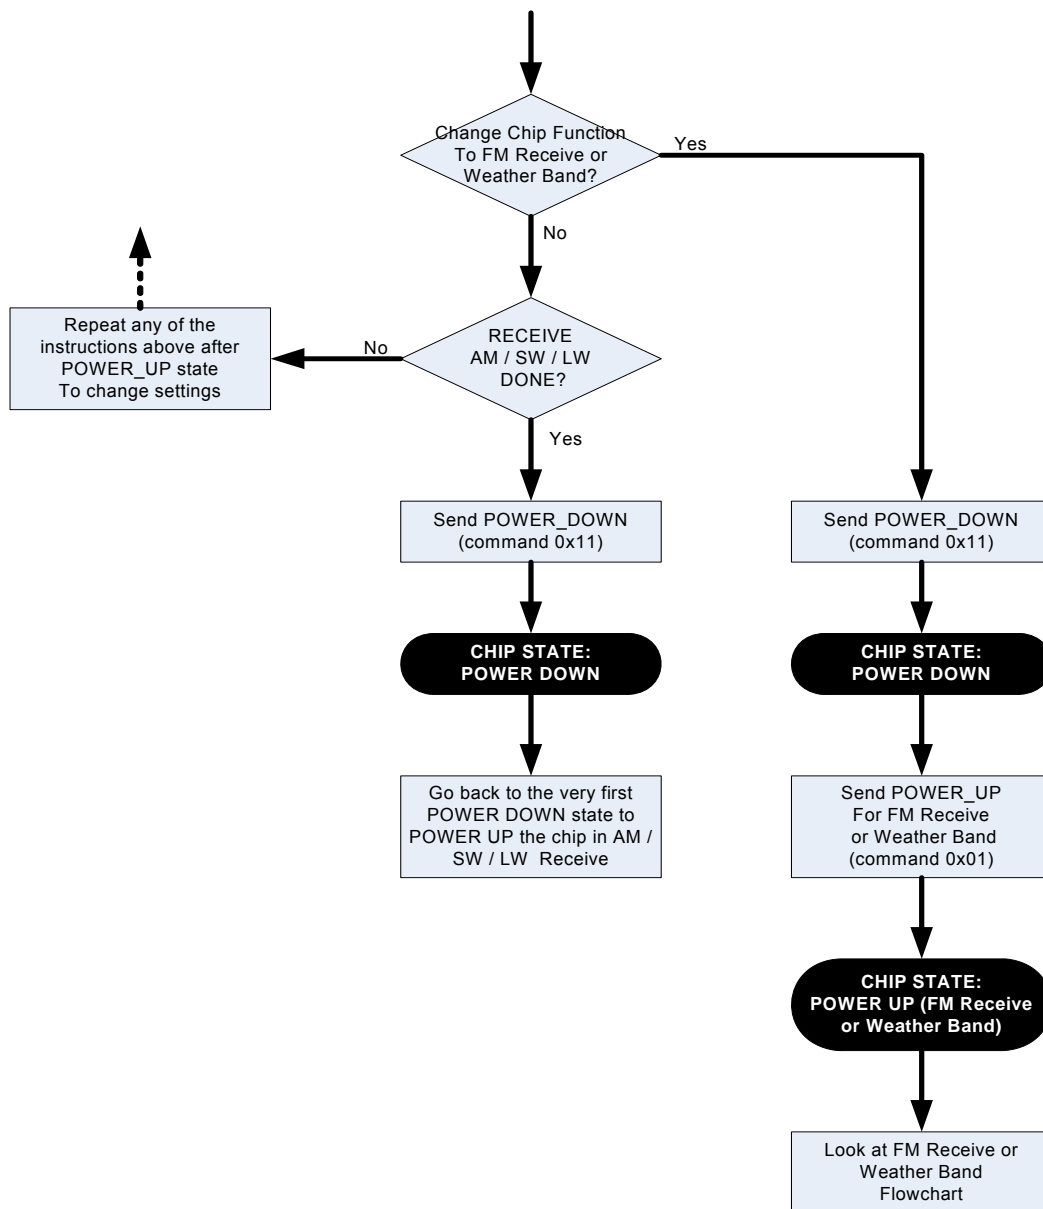 Change Chip Function
To FM Receive or
Weather Band?
Yes
No
Repeat any of the
instructions above after
POWER_UP state
To change settings
No
RECEIVE
AM / SW / LW
DONE?
Yes
Send POWER_DOWN
(command 0x11)
Send POWER_DOWN
(command 0x11)
CHIP STATE:
POWER DOWN
CHIP STATE:
POWER DOWN
Go back to the very first
POWER DOWN state to
POWER UP the chip in AM /
SW / LW Receive
Send POWER_UP
For FM Receive
or Weather Band
(command 0x01)
CHIP STATE:
POWER UP (FM Receive
or Weather Band)
Look at FM Receive or
Weather Band
Flowchart